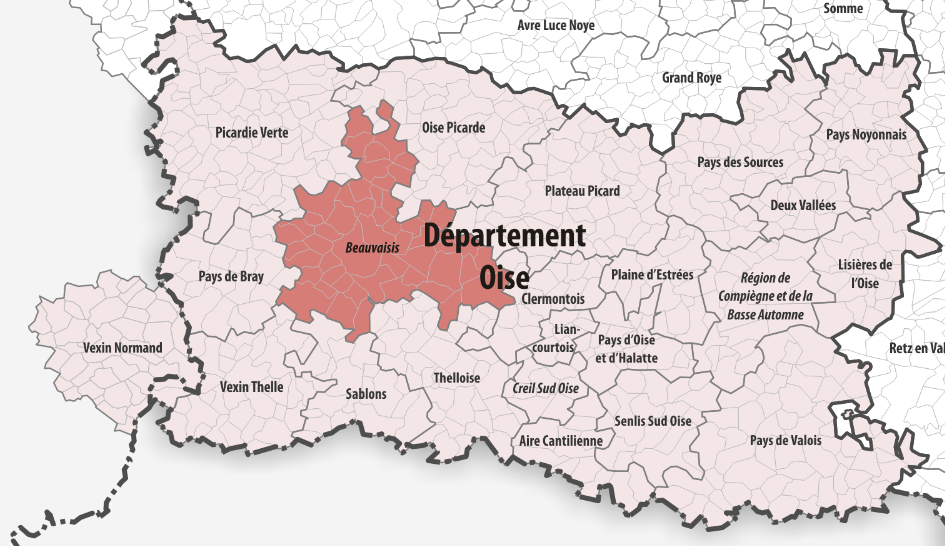 Somme
Avre Luce Noye
Grand Roye
Picardie Verte
Oise Picarde
Pays Noyonnais
Pays des Sources
Plateau Picard
Deux Vallées
Département
Oise
Beauvaisis
Pays de Bray
Plaine d'Estrées
Lisières de
l'Oise
Région de
Compiègne et de la
Basse Automne
Clermontois
Lian-
courtois
Pays d'Oise
et d'Halatte
Vexin Normand
Retz en Val
Thelloise
Vexin Thelle
Sablons
Creil Sud Oise
Senlis Sud Oise
Aire Cantilienne
Pays de Valois